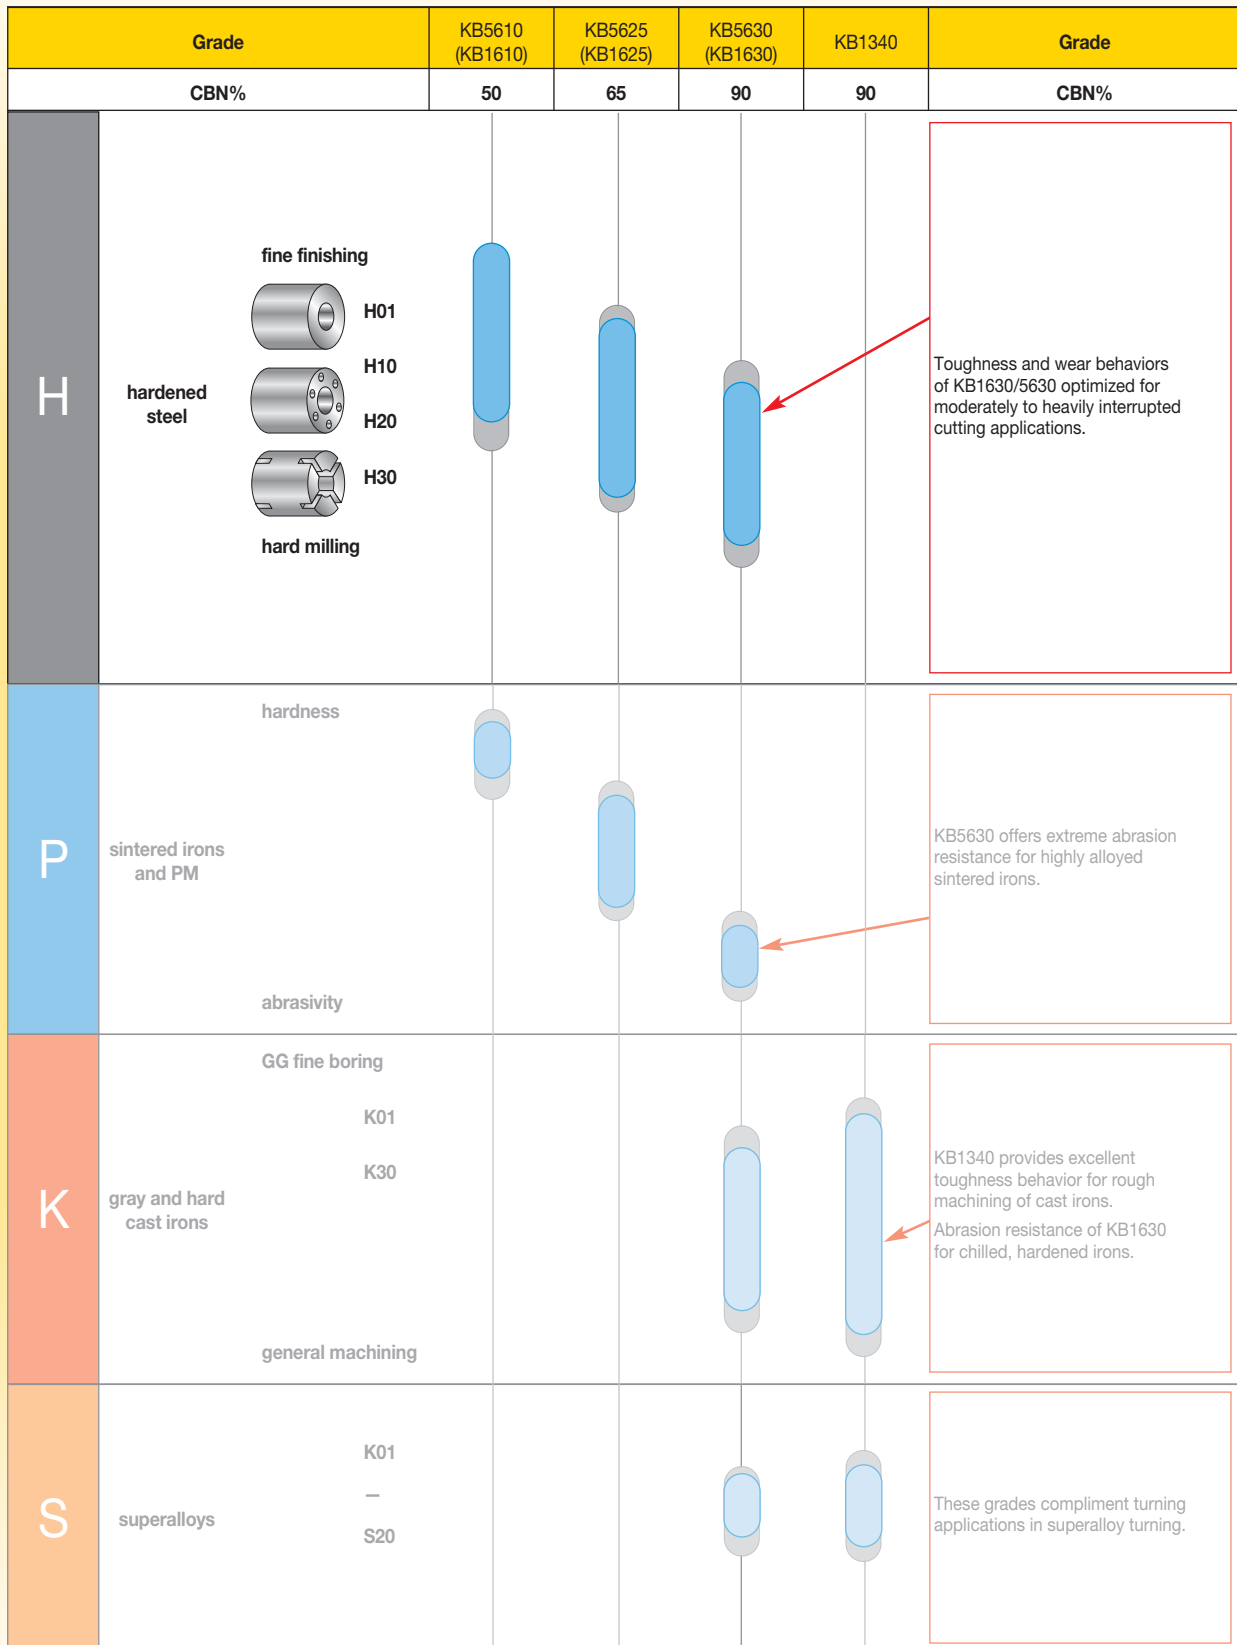 Grade
KB5610
(KB1610)
KB5625
(KB1625)
KB5630
(KB1630)
KB1340
Grade
CBN%
50
65
90
90
CBN%
H
hardened
steel
fine finishing
H01
H10
H20
H30
hard milling
Toughness and wear behaviors
of KB1630/5630 optimized for
moderately to heavily interrupted
cutting applications.
P
sintered irons
and PM
hardness
abrasivity
KB5630 offers extreme abrasion
resistance for highly alloyed
sintered irons.
K
gray and hard
cast irons
GG fine boring
K01
K30
general machining
KB1340 provides excellent
toughness behavior for rough
machining of cast irons.
Abrasion resistance of KB1630
for chilled, hardened irons.
S
superalloys
K01
–
S20
These grades compliment turning
applications in superalloy turning.